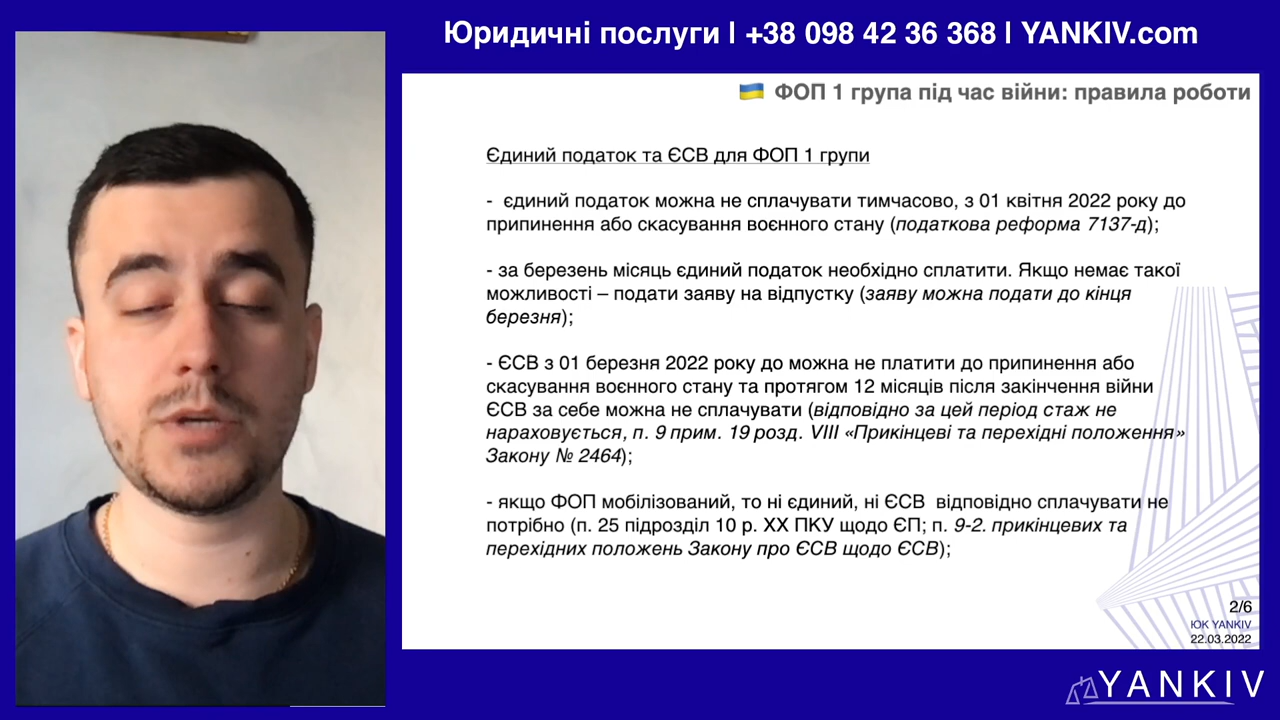 Юридичні послуги | +38 098 42 36 368 | YANKIV.com
ФОП 1 група під час війни: правила роботи
Єдиний податок та ЄСВ для ФОП 1 групи
- єдиний податок можна не сплачувати тимчасово, з 01 квітня 2022 року до
припинення або скасування воєнного стану (податкова реформа 7137-д);
- за березень місяць єдиний податок необхідно сплатити. Якщо немає такої
можливості – подати заяву на відпустку (заяву можна подати до кінця
березня);
- ЄСВ з 01 березня 2022 року до можна не платити до припинення або
скасування воєнного стану та протягом 12 місяців після закінчення війни
ЄСВ за себе можна не сплачувати (відповідно за цей період стаж не
нараховується, п. 9 прим. 19 розд. VIII «Прикінцеві та перехідні положення»
Закону № 2464);
- якщо ФОП мобілізований, то ні єдиний, ні ЄСВ відповідно сплачувати не
потрібно (п. 25 підрозділ 10 р. ХХ ПКУ щодо ЄП; п. 9-2. прикінцевих та
перехідних положень Закону про ЄСВ щодо ЄСВ);
2/6
ЮК YANKIV
22.03.2022
YANKIV